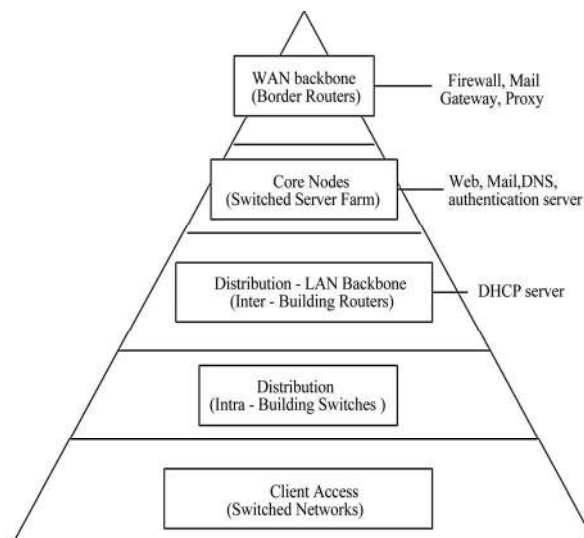 WAN backbone
(Border Routers)
Firewall, Mail
Gateway, Proxy
Core Nodes
(Switched Server Farm)
Web, Mail,DNS,
authentication server
Distribution - LAN Backbone
(Inter - Building Routers)
DHCP server
Distribution
(Intra - Building Switches )
Client Access
(Switched Networks)